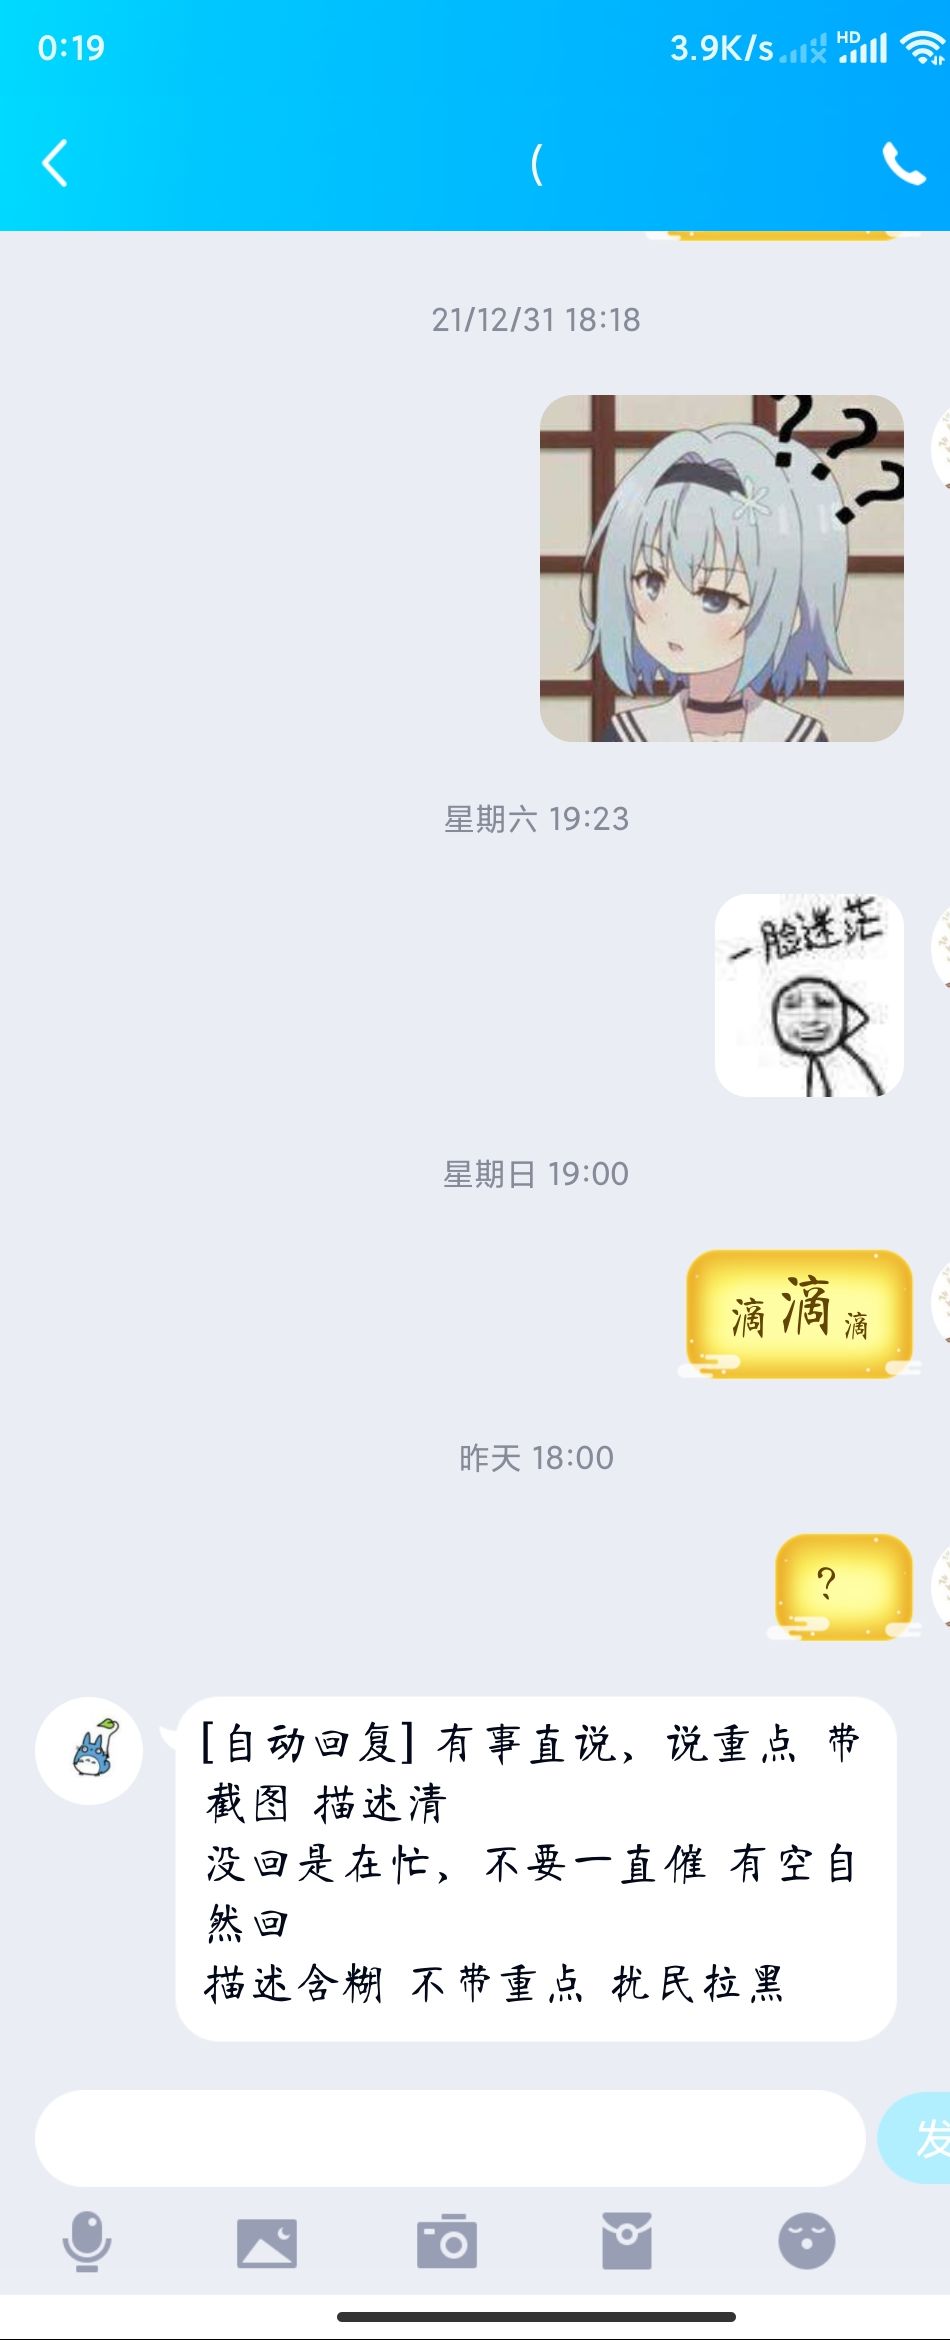 0:19
3.9K/s
HD
(
21/12/31 18:18
???
星期六 19:23
一脸迷茫
星期日 19:00
滴滴滴
昨天 18:00
?
[自动回复] 有事直说，说重点 带
截图 描述清
没回是在忙，不要一直催 有空自
然回
描述含糊 不带重点 扰民拉黑
发